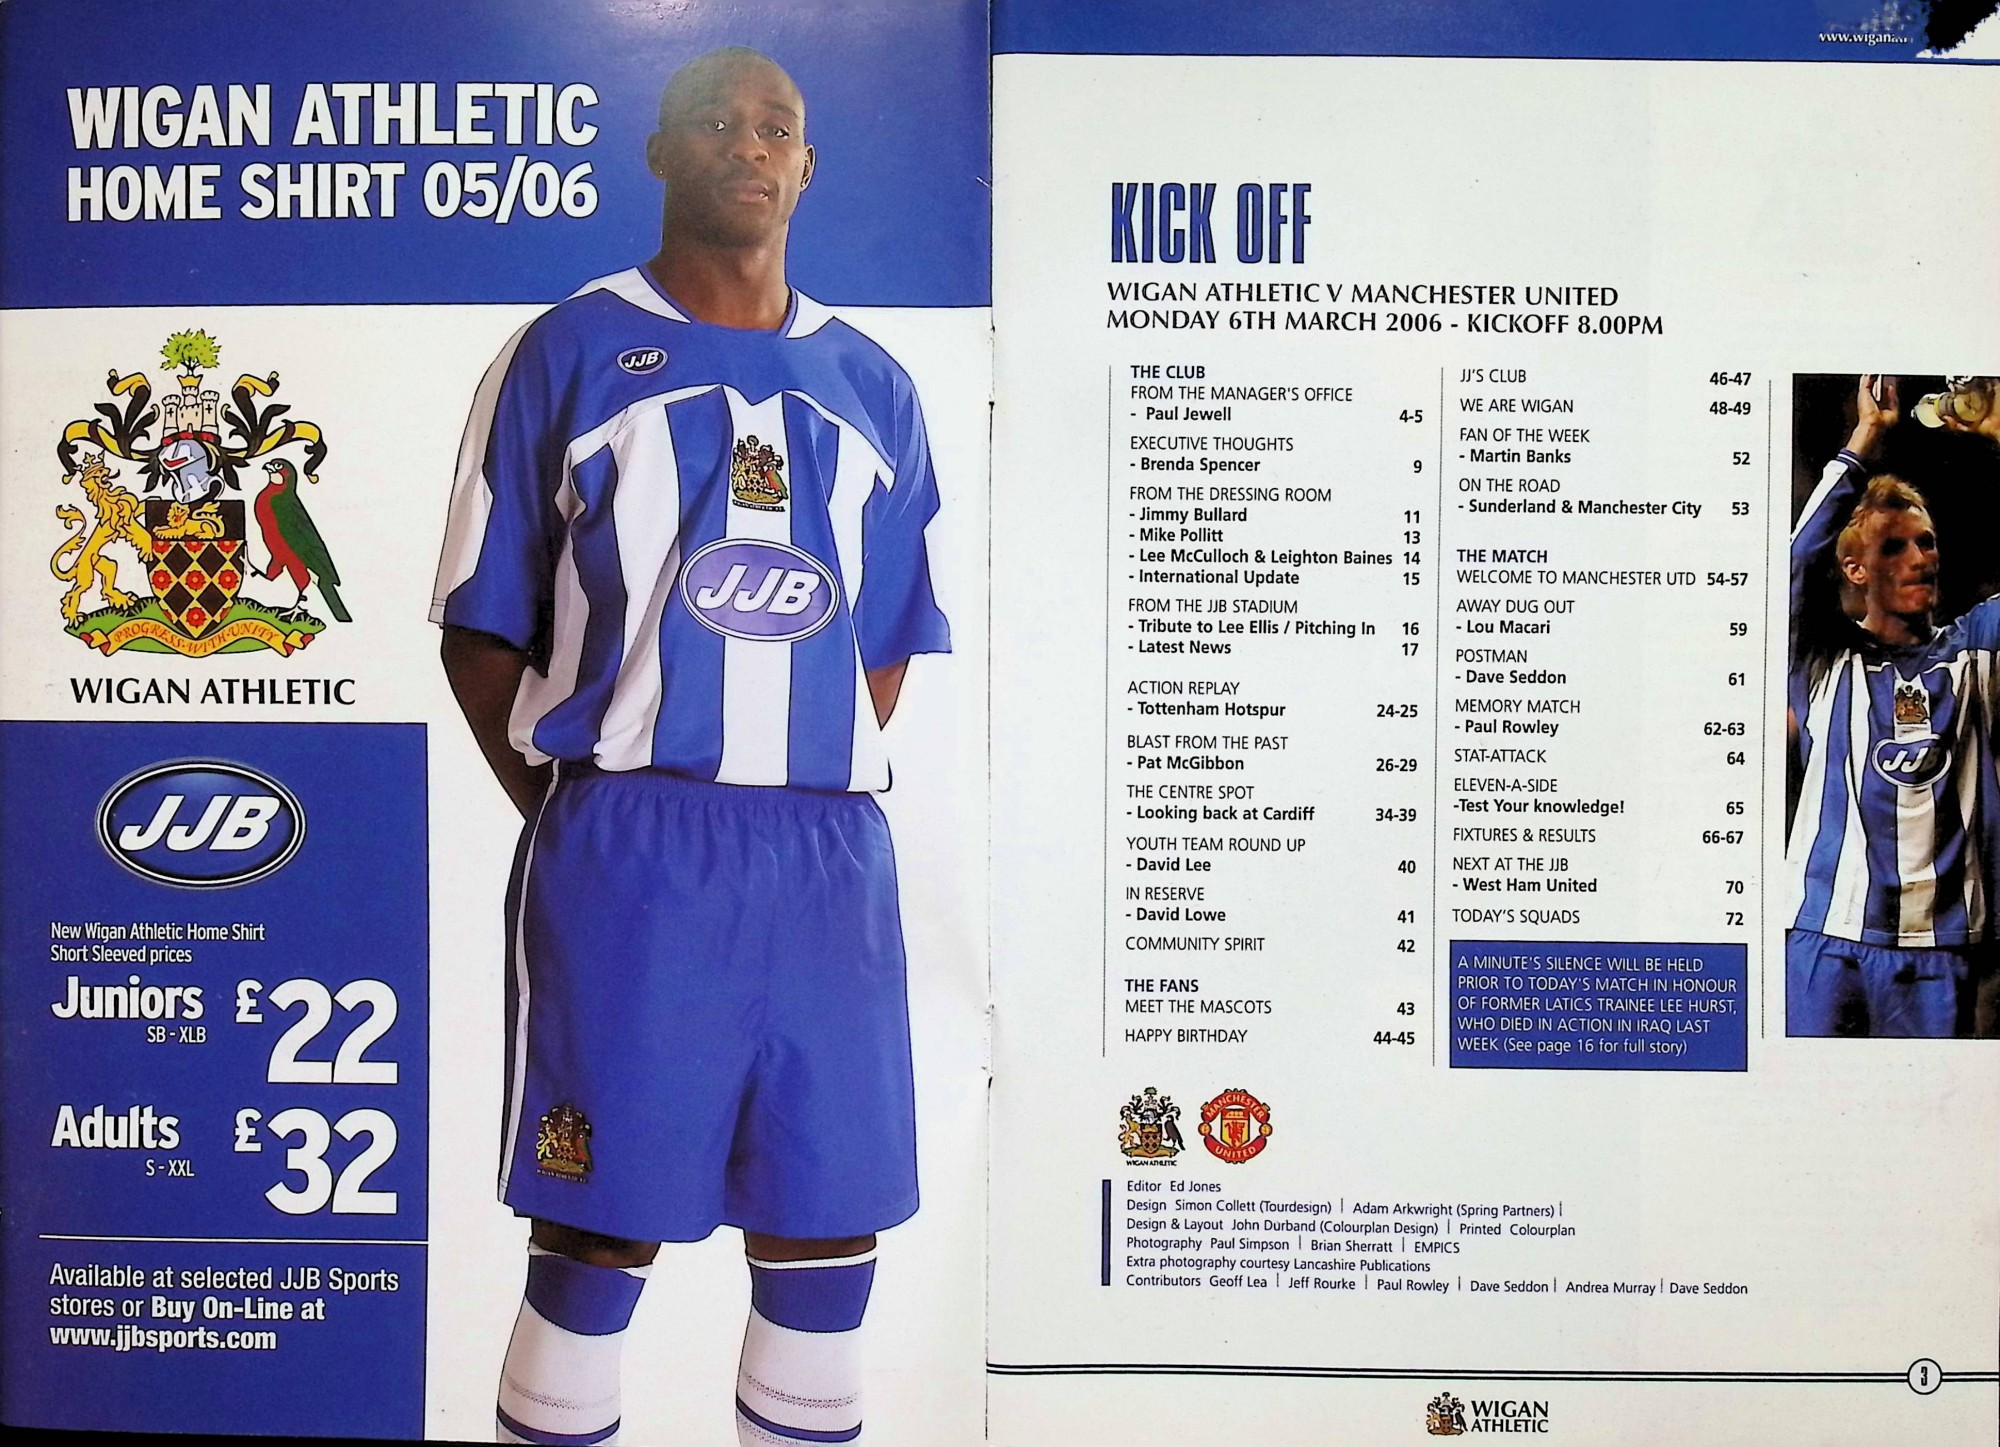 WIGAN ATHLETIC
HOME SHIRT 05/06
JJB
JJB
PROGRESS·WITH·UNITY
WIGAN ATHLETIC
JJB
New Wigan Athletic Home Shirt
Short Sleeved prices
Juniors £22
SB - XLB
Adults £32
S - XXL
Available at selected JJB Sports
stores or Buy On-Line at
www.jjbsports.com
KICK OFF
WIGAN ATHLETIC V MANCHESTER UNITED
MONDAY 6TH MARCH 2006 - KICKOFF 8.00PM
THE CLUB
FROM THE MANAGER'S OFFICE
- Paul Jewell 4-5
EXECUTIVE THOUGHTS
- Brenda Spencer 9
FROM THE DRESSING ROOM
- Jimmy Bullard 11
- Mike Pollitt 13
- Lee McCulloch & Leighton Baines 14
- International Update 15
FROM THE JJB STADIUM
- Tribute to Lee Ellis / Pitching In 16
- Latest News 17
ACTION REPLAY
- Tottenham Hotspur 24-25
BLAST FROM THE PAST
- Pat McGibbon 26-29
THE CENTRE SPOT
- Looking back at Cardiff 34-39
YOUTH TEAM ROUND UP
- David Lee 40
IN RESERVE
- David Lowe 41
COMMUNITY SPIRIT 42
THE FANS
MEET THE MASCOTS 43
HAPPY BIRTHDAY 44-45
JJ'S CLUB 46-47
WE ARE WIGAN 48-49
FAN OF THE WEEK
- Martin Banks 52
ON THE ROAD
- Sunderland & Manchester City 53
THE MATCH
WELCOME TO MANCHESTER UTD 54-57
AWAY DUG OUT
- Lou Macari 59
POSTMAN
- Dave Seddon 61
MEMORY MATCH
- Paul Rowley 62-63
STAT-ATTACK 64
ELEVEN-A-SIDE
-Test Your knowledge! 65
FIXTURES & RESULTS 66-67
NEXT AT THE JJB
- West Ham United 70
TODAY'S SQUADS 72
A MINUTE'S SILENCE WILL BE HELD
PRIOR TO TODAY'S MATCH IN HONOUR
OF FORMER LATICS TRAINEE LEE HURST,
WHO DIED IN ACTION IN IRAQ LAST
WEEK (See page 16 for full story)
JJB
WIGAN ATHLETIC
MANCHESTER
UNITED
Editor Ed Jones
Design Simon Collett (Tourdesign) | Adam Arkwright (Spring Partners) |
Design & Layout John Durband (Colourplan Design) | Printed Colourplan
Photography Paul Simpson | Brian Sherratt | EMPICS
Extra photography courtesy Lancashire Publications
Contributors Geoff Lea | Jeff Rourke | Paul Rowley | Dave Seddon | Andrea Murray | Dave Seddon
3
WIGAN
ATHLETIC